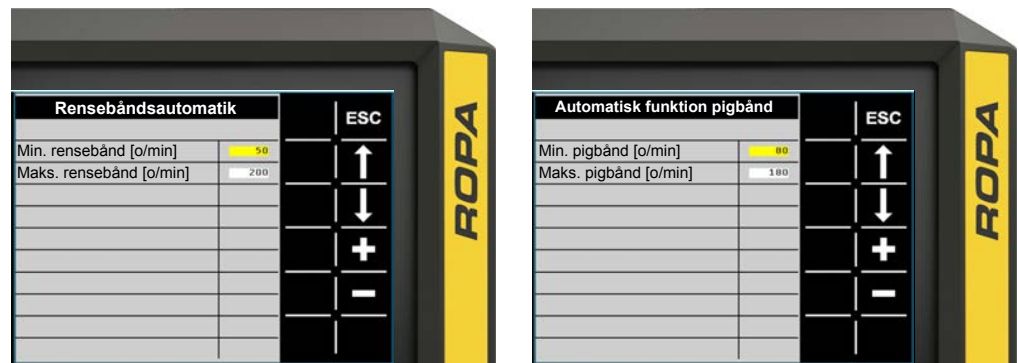 Rensebåndsautomatik
ESC
Min. rensebånd [o/min] 50
Maks. rensebånd [o/min] 200
ROPA
Automatisk funktion pigbånd
ESC
Min. pigbånd [o/min] 80
Maks. pigbånd [o/min] 180
ROPA